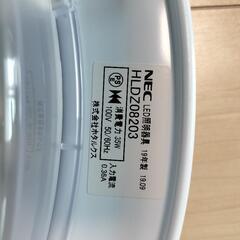 NEC LED照明器具
HLDZ08203 19年製 19.09
PSE
消費電力 35W
100V 50/60Hz
入力電流
0.36A
株式会社ホタルクス